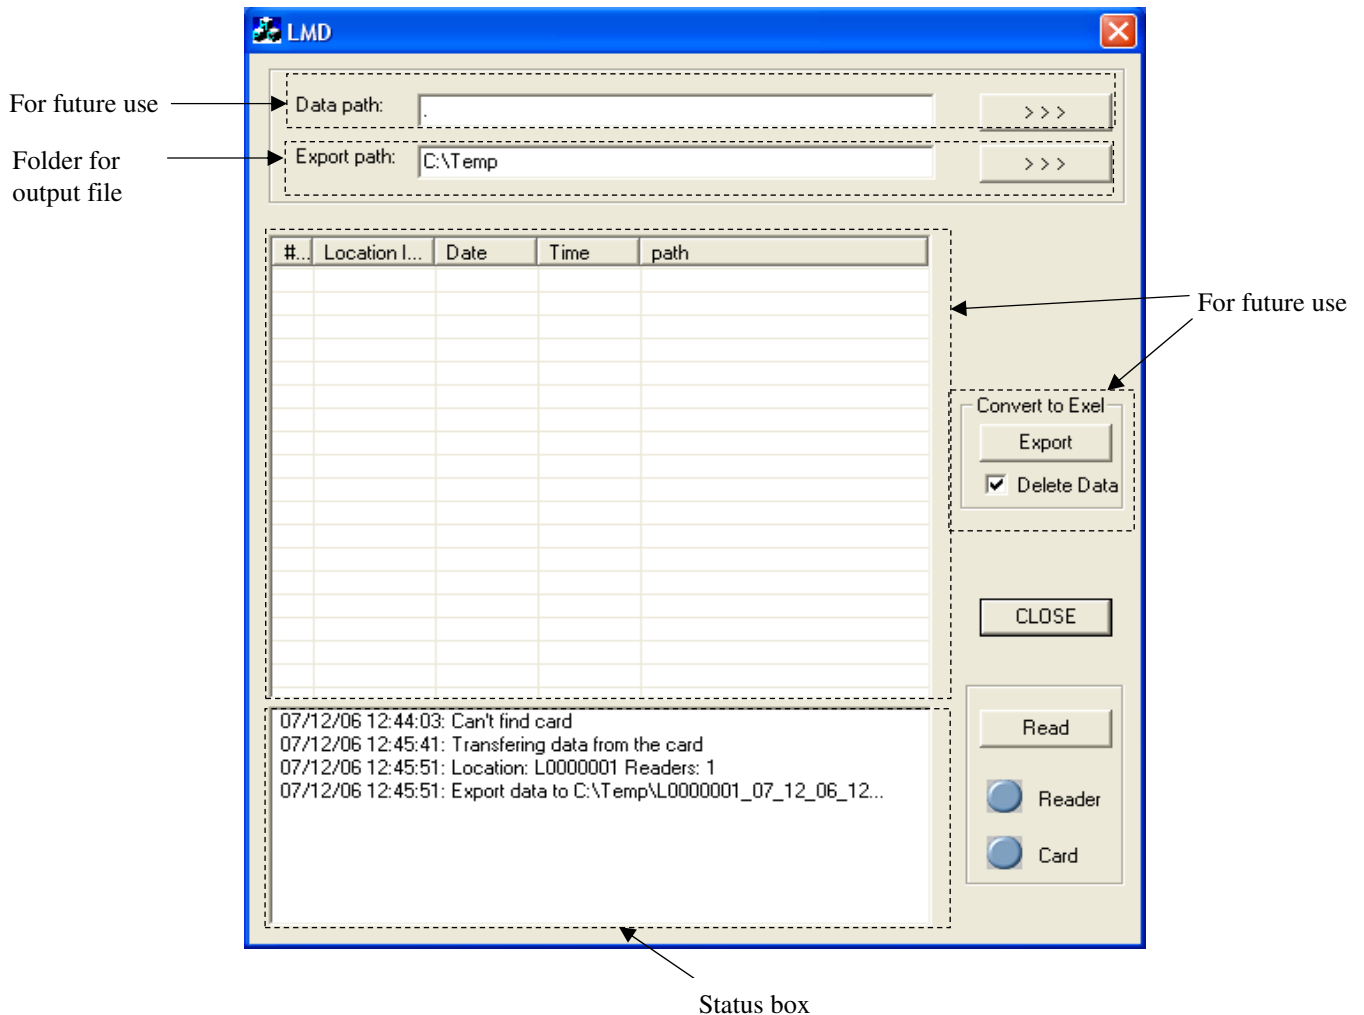 LMD
For future use
Data path:
.
> > >
Folder for
output file
Export path:
C:\Temp
> > >
#... Location I... Date Time path
For future use
Convert to Exel
Export
Delete Data
CLOSE
07/12/06 12:44:03: Can't find card
07/12/06 12:45:41: Transfering data from the card
07/12/06 12:45:51: Location: L0000001 Readers: 1
07/12/06 12:45:51: Export data to C:\Temp\L0000001_07_12_06_12...
Read
Reader
Card
Status box